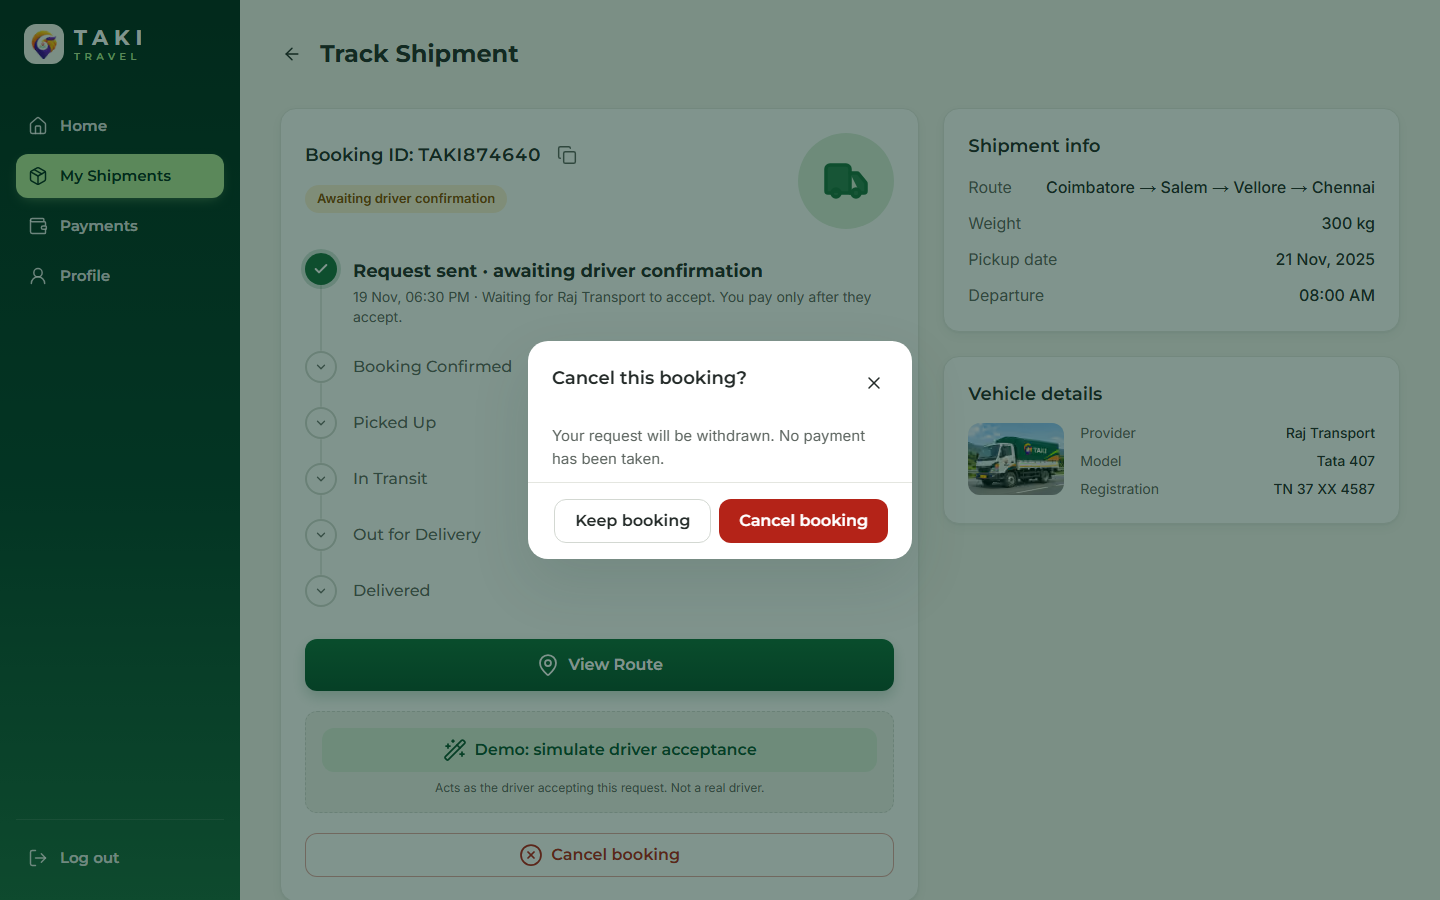 TAKI
TRAVEL
Home
My Shipments
Payments
Profile
Log out
Track Shipment
Booking ID: TAKI874640
Awaiting driver confirmation
Request sent · awaiting driver confirmation
19 Nov, 06:30 PM · Waiting for Raj Transport to accept. You pay only after they
accept.
Booking Confirmed
Picked Up
In Transit
Out for Delivery
Delivered
View Route
Demo: simulate driver acceptance
Acts as the driver accepting this request. Not a real driver.
Cancel booking
Cancel this booking?
Your request will be withdrawn. No payment
has been taken.
Keep booking
Cancel booking
Shipment info
Route Coimbatore → Salem → Vellore → Chennai
Weight 300 kg
Pickup date 21 Nov, 2025
Departure 08:00 AM
Vehicle details
TAKI
Provider Raj Transport
Model Tata 407
Registration TN 37 XX 4587